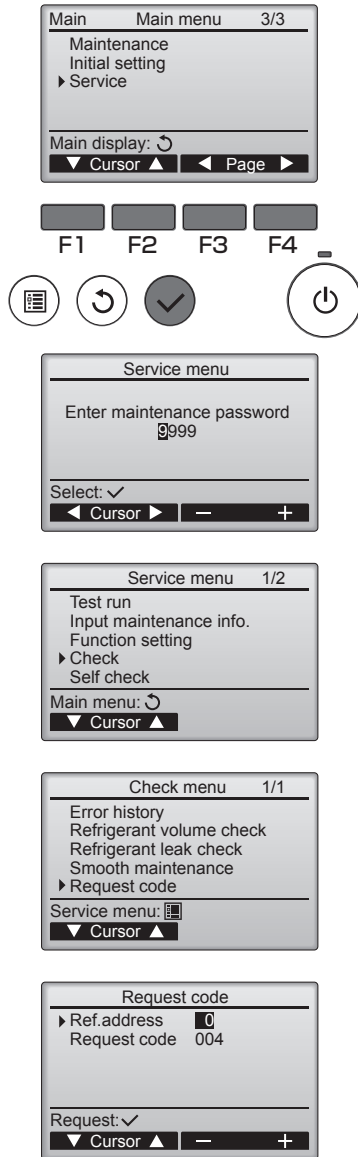 Main Main menu 3/3
Maintenance
Initial setting
Service
Main display:
Cursor Page
F1 F2 F3 F4
Service menu
Enter maintenance password
9999
Select:
Cursor − +
Service menu 1/2
Test run
Input maintenance info.
Function setting
Check
Self check
Main menu:
Cursor
Check menu 1/1
Error history
Refrigerant volume check
Refrigerant leak check
Smooth maintenance
Request code
Service menu:
Cursor
Request code
Ref.address 0
Request code 004
Request:
Cursor − +